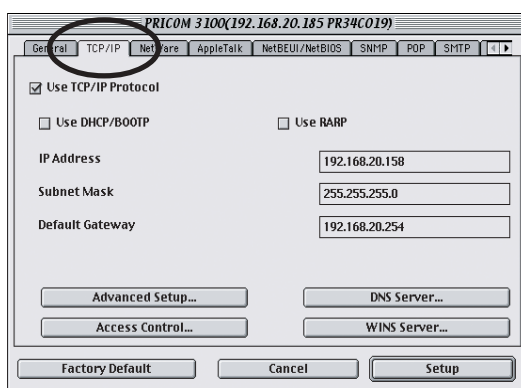 PRICOM 3100(192.168.20.185 PR34C019)
General TCP/IP NetWare AppleTalk NetBEUI/NetBIOS SNMP POP SMTP
Use TCP/IP Protocol
Use DHCP/BOOTP Use RARP
IP Address 192.168.20.158
Subnet Mask 255.255.255.0
Default Gateway 192.168.20.254
Advanced Setup... DNS Server...
Access Control... WINS Server...
Factory Default Cancel Setup